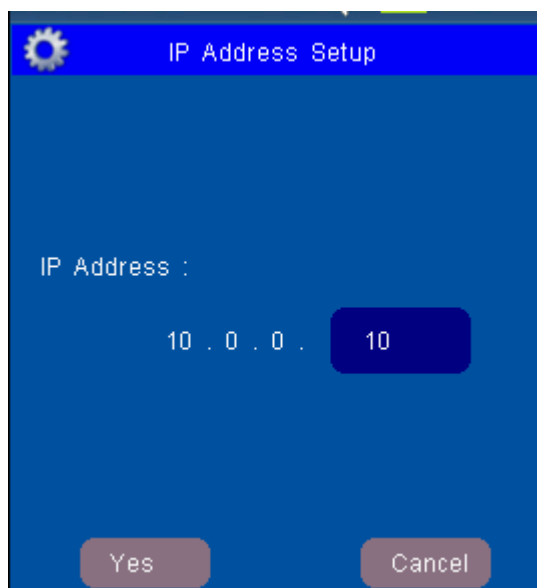 IP Address Setup
IP Address :
10 . 0 . 0 . 10
Yes Cancel